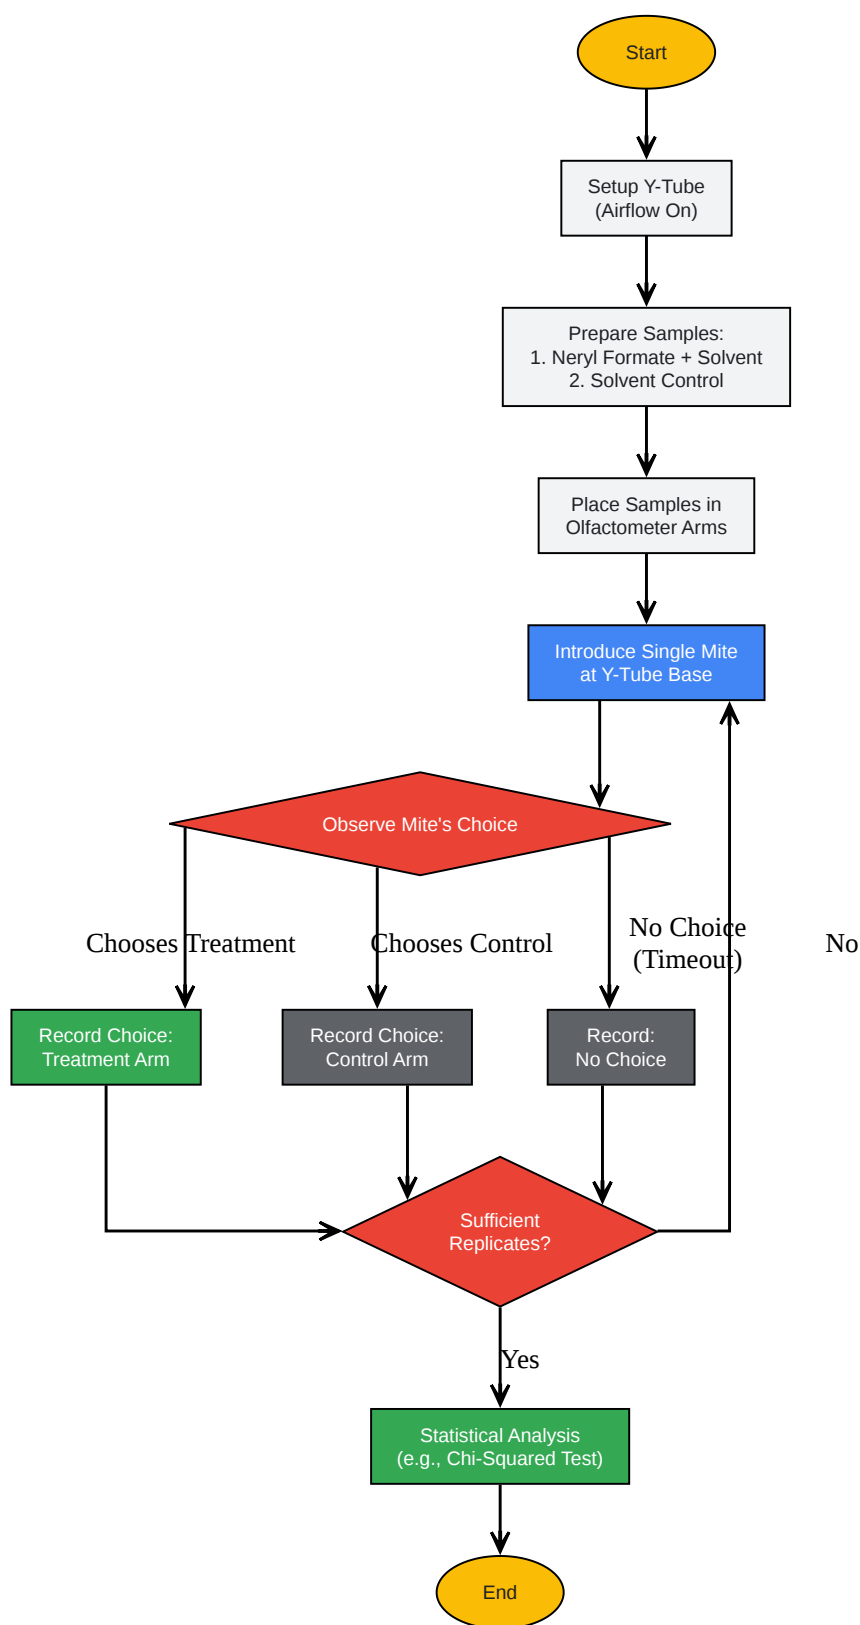 Start
Setup Y-Tube
(Airflow On)
Prepare Samples:
1. Neryl Formate + Solvent
2. Solvent Control
Place Samples in
Olfactometer Arms
Introduce Single Mite
at Y-Tube Base
Observe Mite's Choice
Chooses Treatment
Chooses Control
No Choice
(Timeout)
No
Record Choice:
Treatment Arm
Record Choice:
Control Arm
Record:
No Choice
Sufficient
Replicates?
Yes
Statistical Analysis
(e.g., Chi-Squared Test)
End